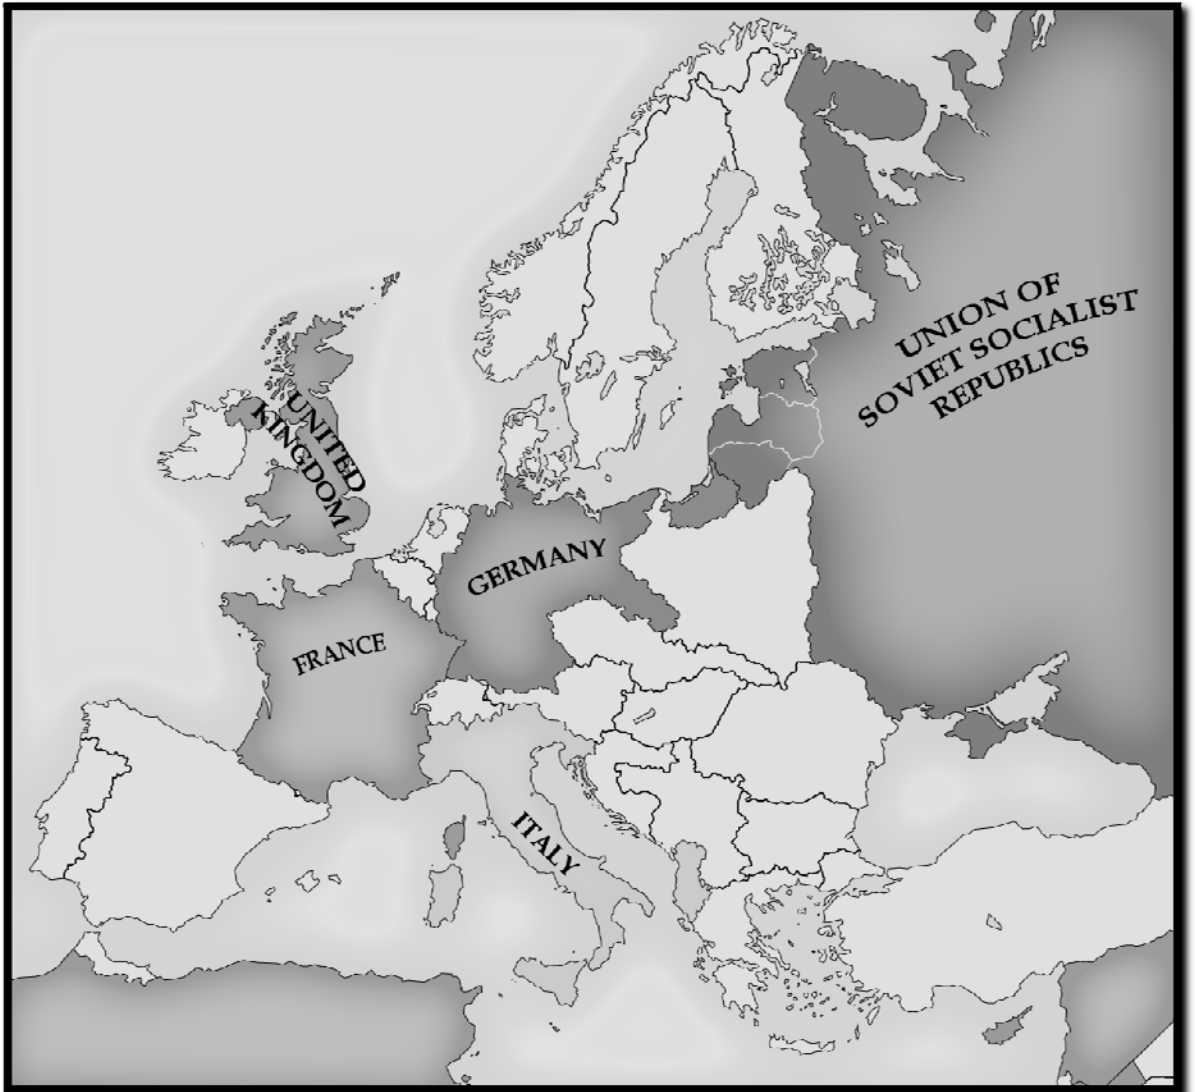 UNION OF
SOVIET SOCIALIST
REPUBLICS
UNITED
KINGDOM
GERMANY
FRANCE
ITALY